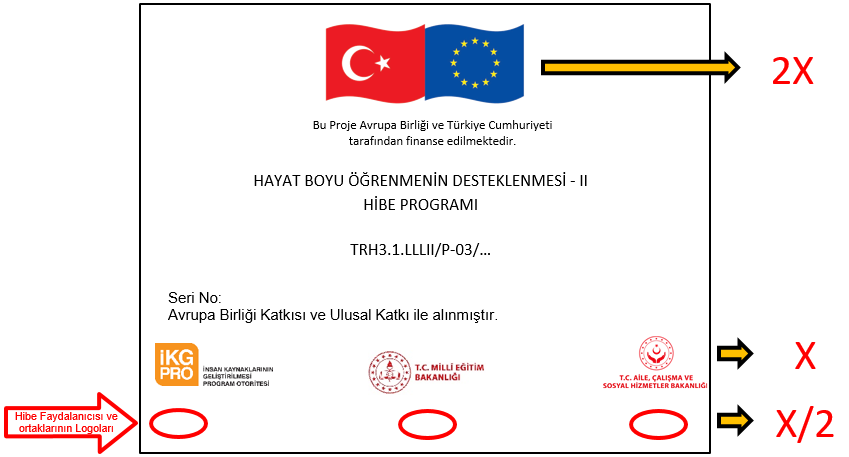 2X
Bu Proje Avrupa Birliği ve Türkiye Cumhuriyeti
tarafından finanse edilmektedir.
HAYAT BOYU ÖĞRENMENİN DESTEKLENMESİ - II
HİBE PROGRAMI
TRH3.1.LLLII/P-03/...
Seri No:
Avrupa Birliği Katkısı ve Ulusal Katkı ile alınmıştır.
iKG
PRO
İNSAN KAYNAKLARININ
GELİŞTİRİLMESİ
PROGRAM OTORİTESİ
T.C. MİLLİ EĞİTİM
BAKANLIĞI
T.C. AİLE, ÇALIŞMA VE
SOSYAL HİZMETLER BAKANLIĞI
X
Hibe Faydalanıcısı ve
ortaklarının Logoları
X/2